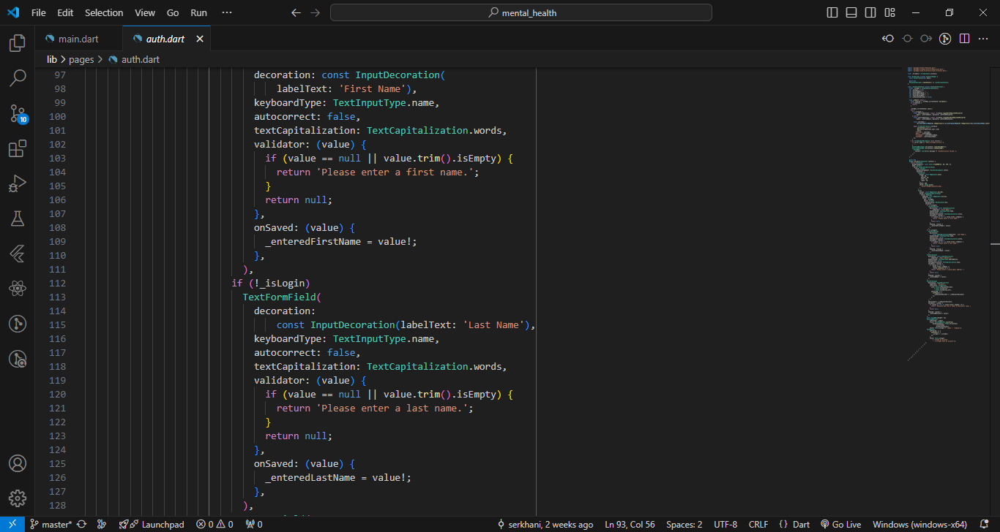 File Edit Selection View Go Run ··· mental_health
main.dart auth.dart
lib > pages > auth.dart
97 decoration: const InputDecoration(
98 labelText: 'First Name'),
99 keyboardType: TextInputType.name,
100 autocorrect: false,
101 textCapitalization: TextCapitalization.words,
102 validator: (value) {
103 if (value == null || value.trim().isEmpty) {
104 return 'Please enter a first name.';
105 }
106 return null;
107 },
108 onSaved: (value) {
109 _enteredFirstName = value!;
110 },
111 ),
112 if (!_isLogin)
113 TextFormField(
114 decoration:
115 const InputDecoration(labelText: 'Last Name'),
116 keyboardType: TextInputType.name,
117 autocorrect: false,
118 textCapitalization: TextCapitalization.words,
119 validator: (value) {
120 if (value == null || value.trim().isEmpty) {
121 return 'Please enter a last name.';
122 }
123 return null;
124 },
125 onSaved: (value) {
126 _enteredLastName = value!;
127 },
128 ),
10
master* Launchpad 0 0 0 serkhani, 2 weeks ago Ln 93, Col 56 Spaces: 2 UTF-8 CRLF {} Dart Go Live Windows (windows-x64)